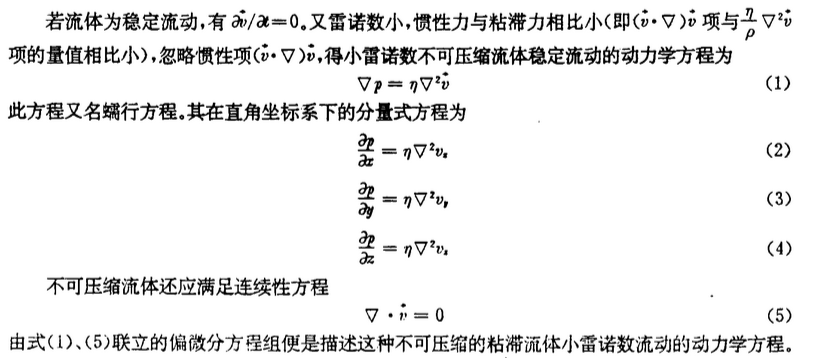 若流体为稳定流动,有 ∂v⃗/∂t=0。又雷诺数小,惯性力与粘滞力相比小(即(v⃗·∇)v⃗ 项与 η/ρ ∇²v⃗
项的量值相比小),忽略惯性项(v⃗·∇)v⃗,得小雷诺数不可压缩流体稳定流动的动力学方程为
∇p = η∇²v⃗ (1)
此方程又名蠕行方程。其在直角坐标系下的分量式方程为
∂p/∂x = η∇²vₓ (2)
∂p/∂y = η∇²v_y (3)
∂p/∂z = η∇²v_z (4)
不可压缩流体还应满足连续性方程
∇·v⃗ = 0 (5)
由式(1)、(5)联立的偏微分方程组便是描述这种不可压缩的粘滞流体小雷诺数流动的动力学方程。